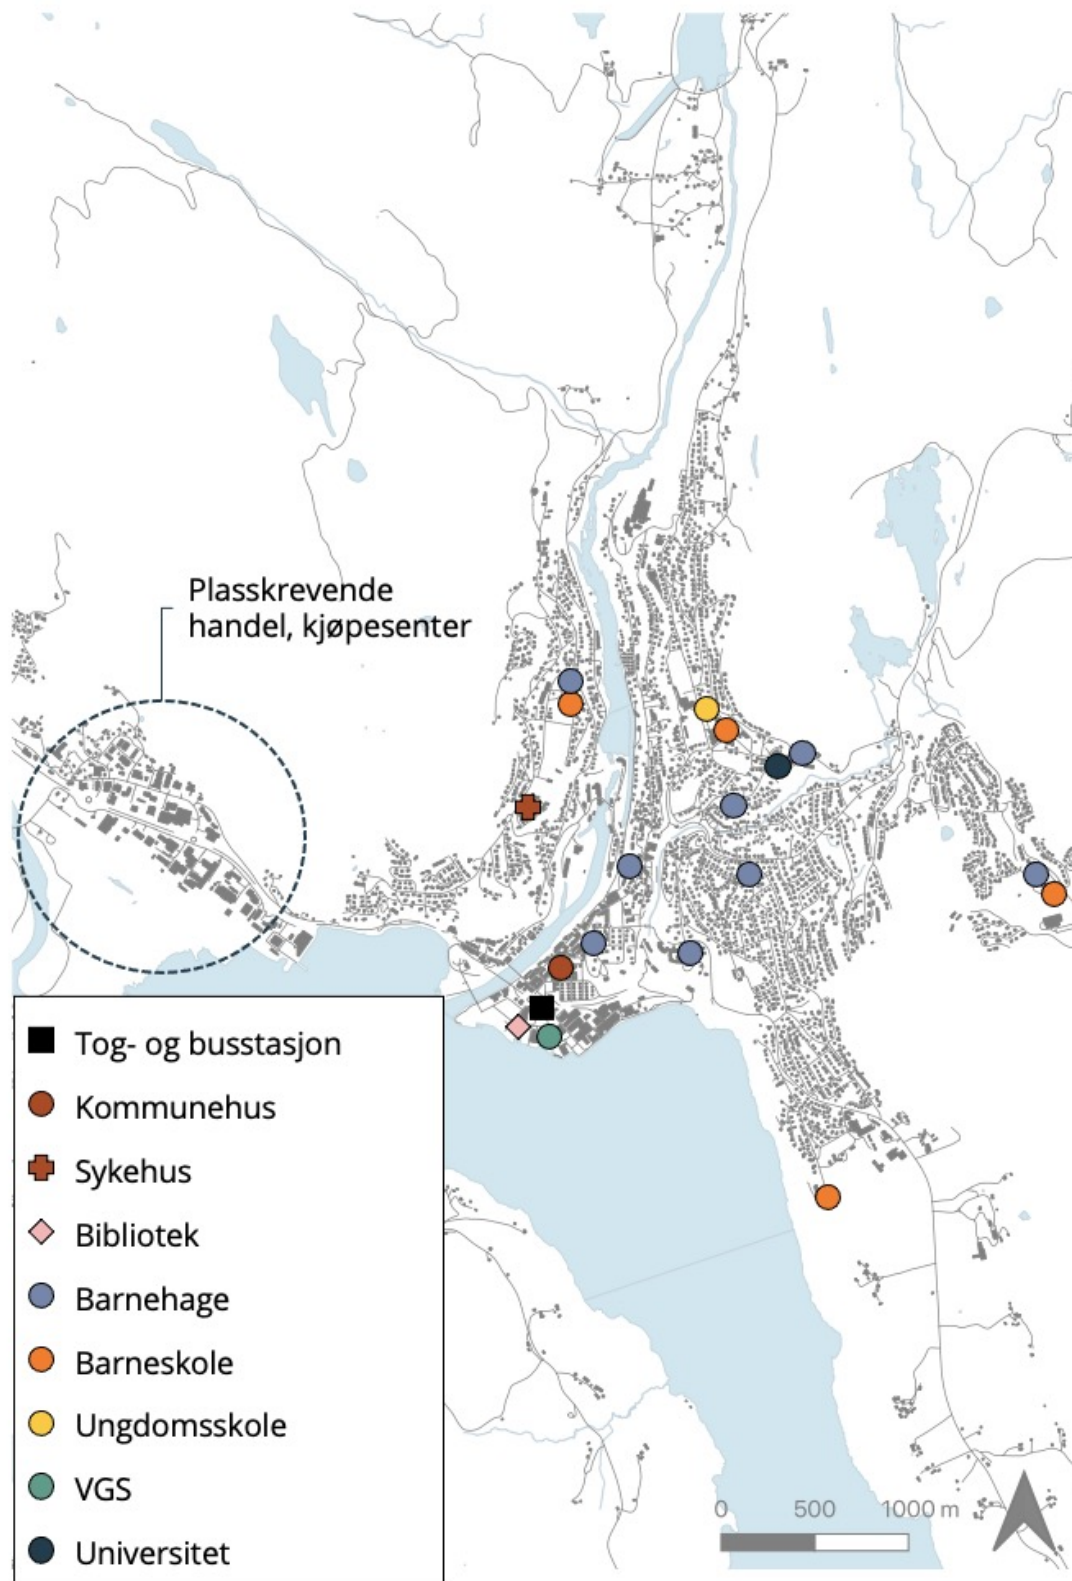 Plasskrevende
handel, kjøpesenter
Tog- og busstasjon
Kommunehus
Sykehus
Bibliotek
Barnehage
Barneskole
Ungdomsskole
VGS
Universitet
0 500 1000 m